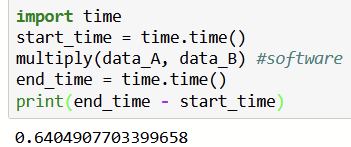 import time
start_time = time.time()
multiply(data_A, data_B) #software
end_time = time.time()
print(end_time - start_time)
0.6404907703399658